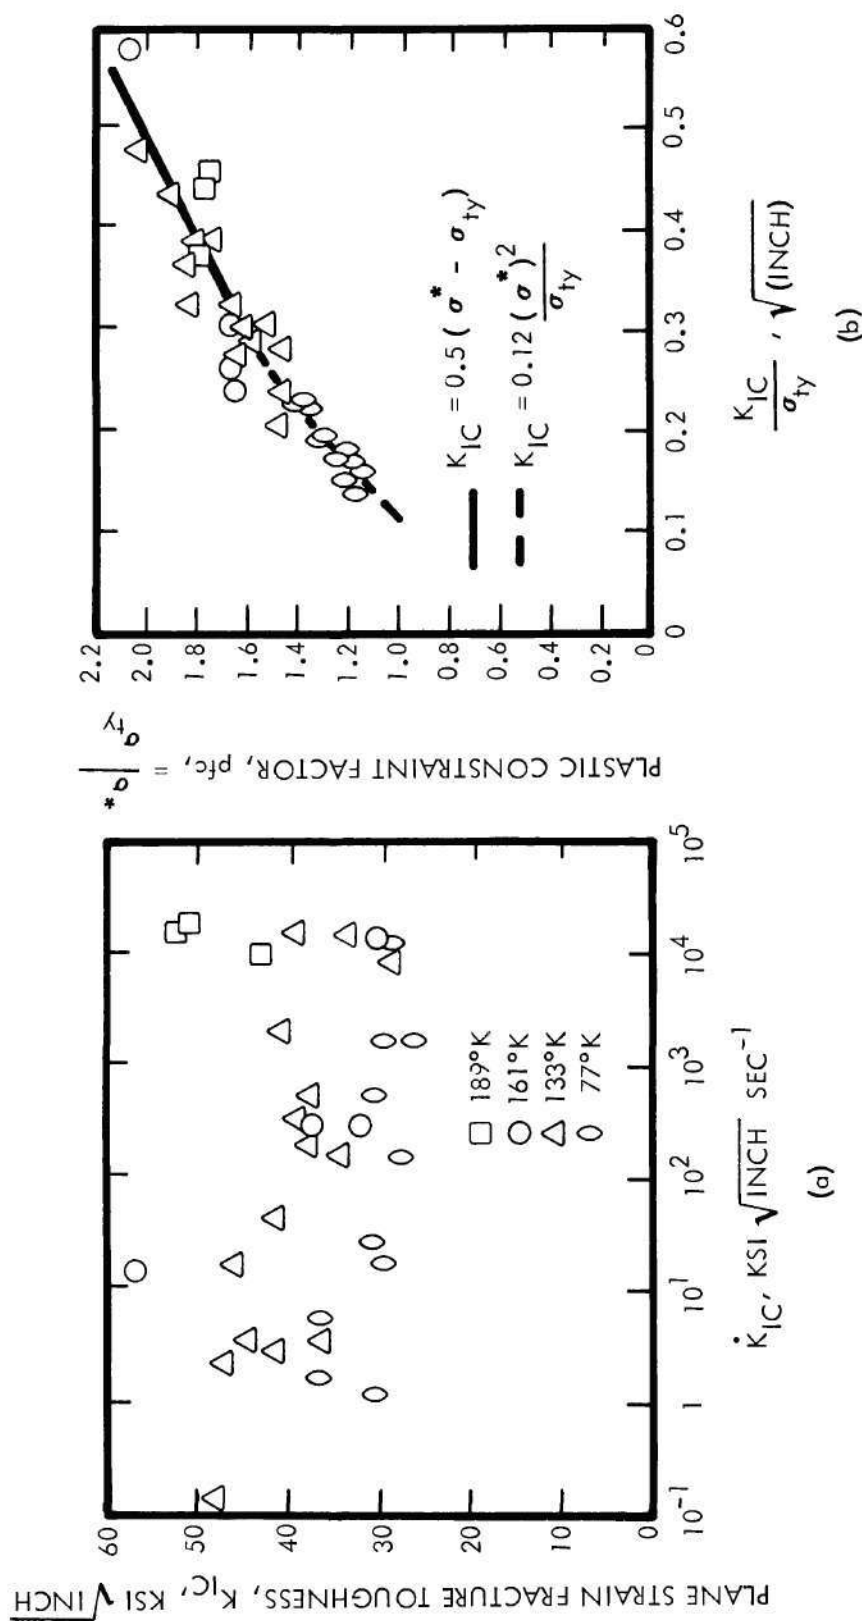 PLANE STRAIN FRACTURE TOUGHNESS, K_IC, KSI √INCH
60
50
40
30
20
10
0
10^-1
1
10^1
10^2
10^3
10^4
10^5
□ 189°K
○ 161°K
△ 133°K
⬯ 77°K
K̇_IC, KSI √INCH SEC^-1
(a)
PLASTIC CONSTRAINT FACTOR, pfc, = σ*/σ_ty
2.2
2.0
1.8
1.6
1.4
1.2
1.0
0.8
0.6
0.4
0.2
0
0
0.1
0.2
0.3
0.4
0.5
0.6
K_IC = 0.5 (σ* - σ_ty)
K_IC = 0.12 (σ*)^2/σ_ty
K_IC/σ_ty, √(INCH)
(b)